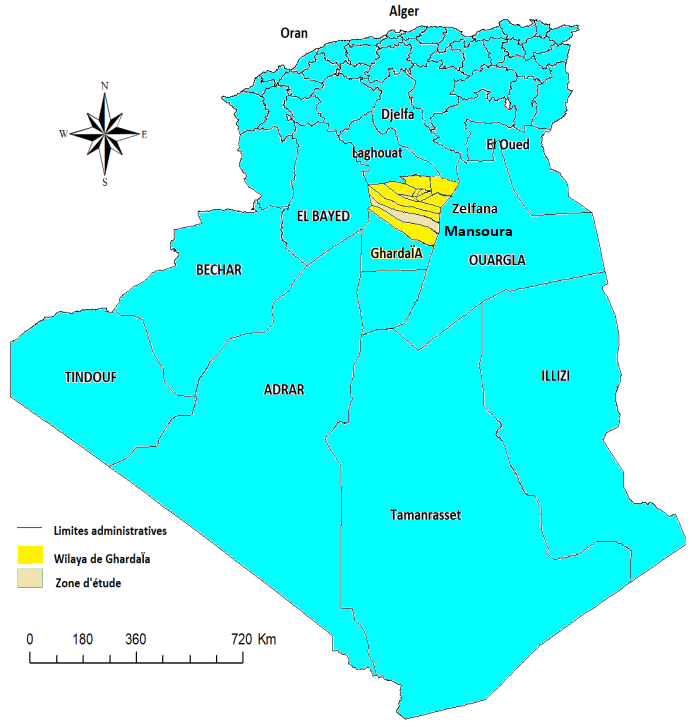 Alger
Oran
N
W
E
S
Djelfa
El Oued
Laghouat
Zelfana
EL BAYED
Mansoura
GhardaÏA
OUARGLA
BECHAR
TINDOUF
ADRAR
ILLIZI
Tamanrasset
Limites administratives
Wilaya de GhardaÏa
Zone d'étude
0 180 360 720 Km